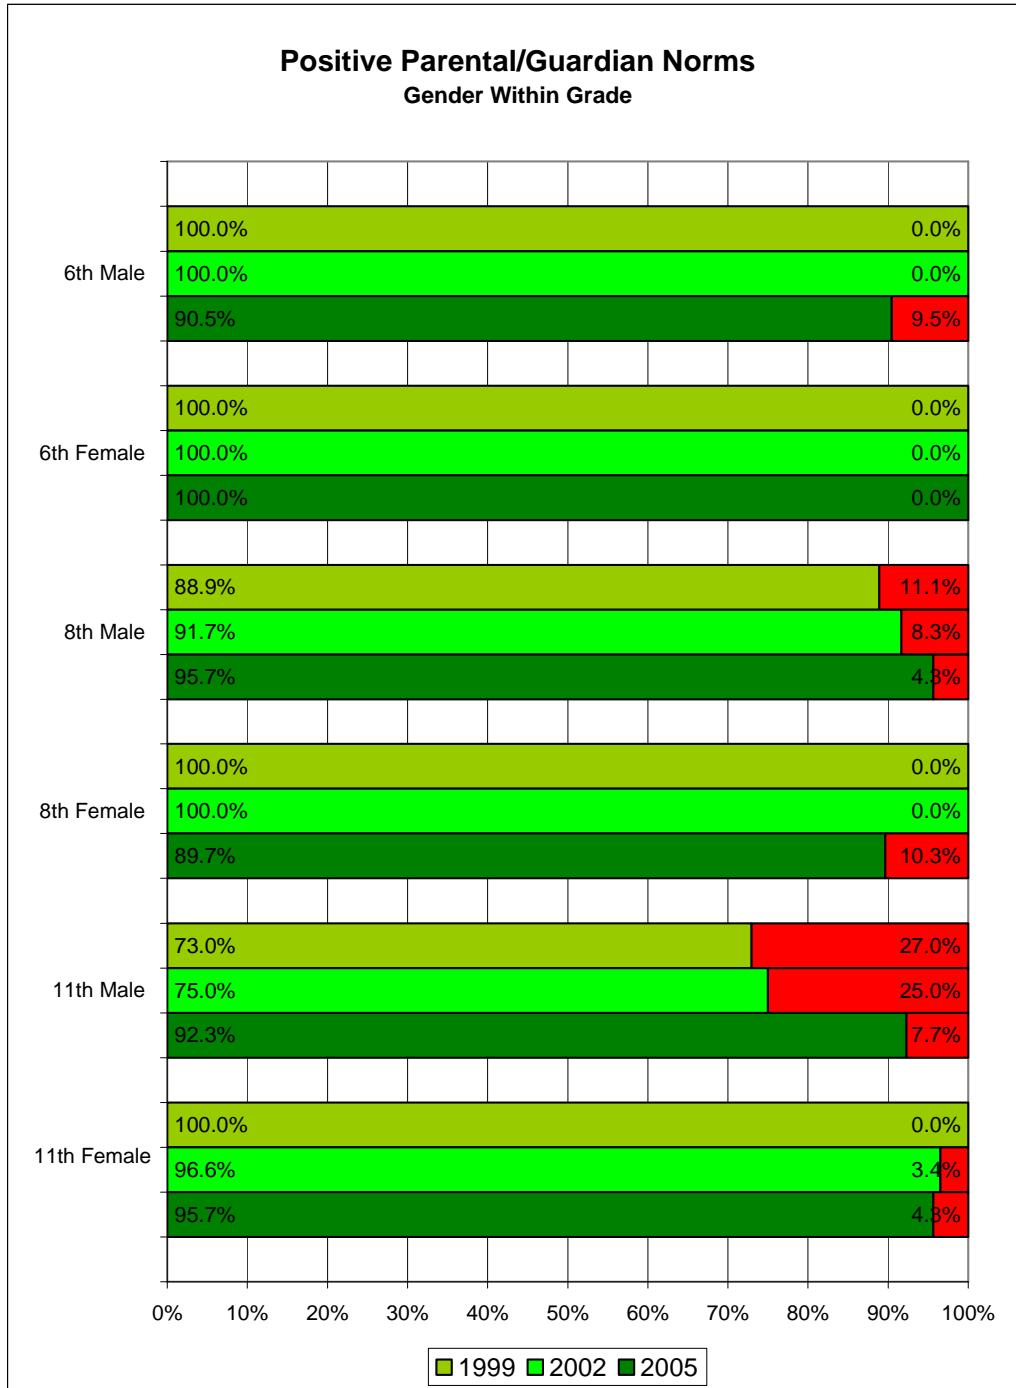 Positive Parental/Guardian Norms
Gender Within Grade
100.0% 0.0%
6th Male 100.0% 0.0%
90.5% 9.5%
100.0% 0.0%
6th Female 100.0% 0.0%
100.0% 0.0%
88.9% 11.1%
8th Male 91.7% 8.3%
95.7% 4.3%
100.0% 0.0%
8th Female 100.0% 0.0%
89.7% 10.3%
73.0% 27.0%
11th Male 75.0% 25.0%
92.3% 7.7%
100.0% 0.0%
11th Female 96.6% 3.4%
95.7% 4.3%
0% 10% 20% 30% 40% 50% 60% 70% 80% 90% 100%
1999 2002 2005